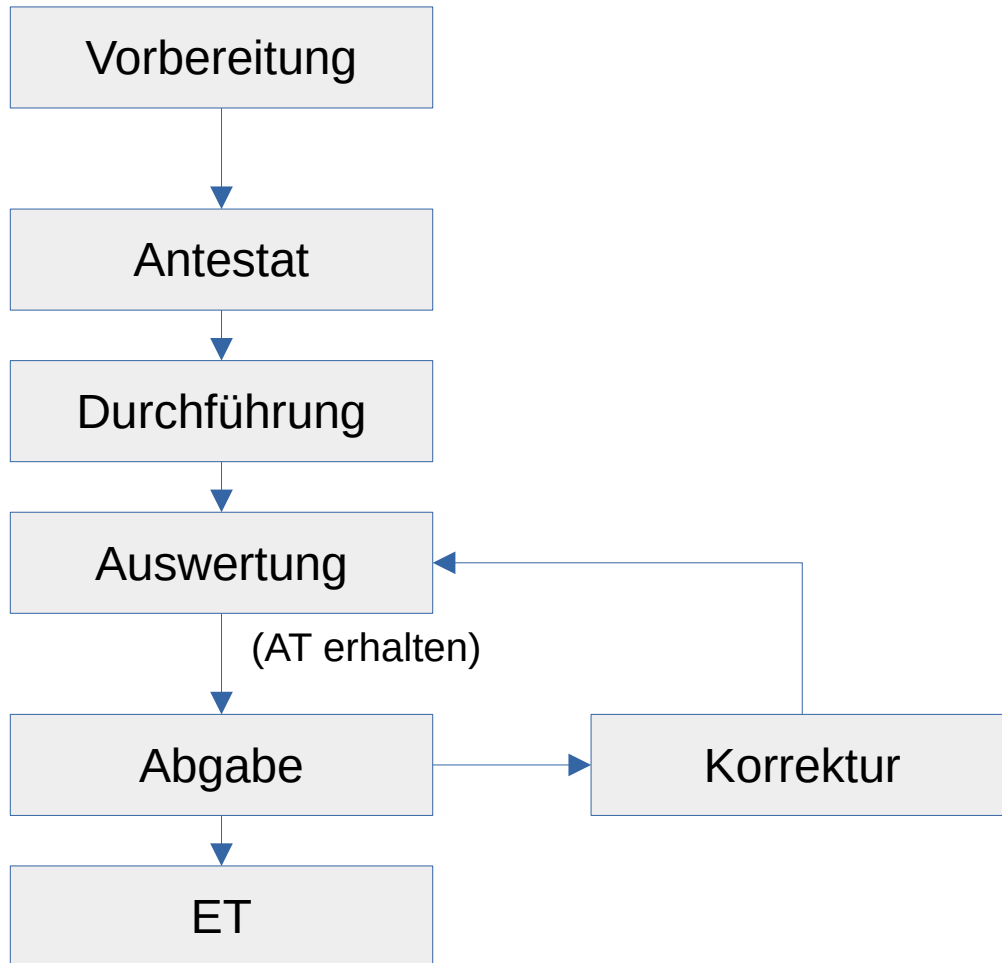 Vorbereitung
Antestat
Durchführung
Auswertung
(AT erhalten)
Abgabe
Korrektur
ET